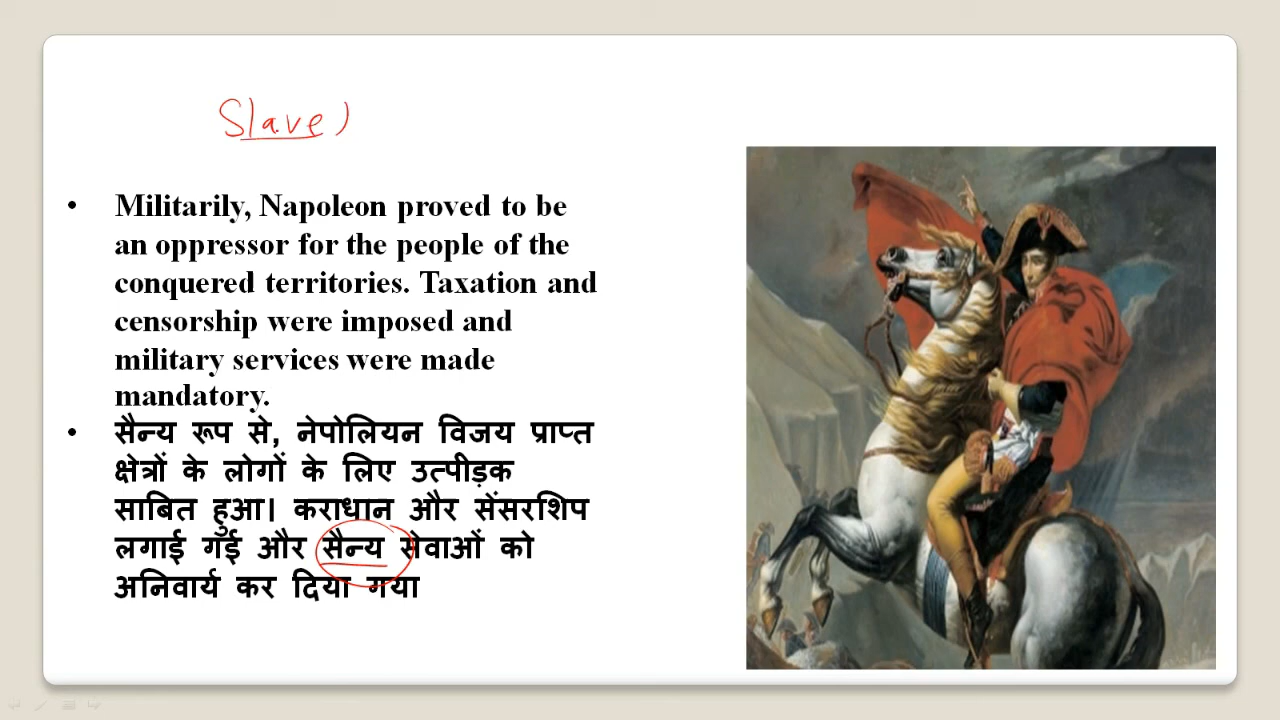 Slave)
Militarily, Napoleon proved to be
an oppressor for the people of the
conquered territories. Taxation and
censorship were imposed and
military services were made
mandatory.
सैन्य रूप से, नेपोलियन विजय प्राप्त
क्षेत्रों के लोगों के लिए उत्पीड़क
साबित हुआ। कराधान और सेंसरशिप
लगाई गई और सैन्य सेवाओं को
अनिवार्य कर दिया गया